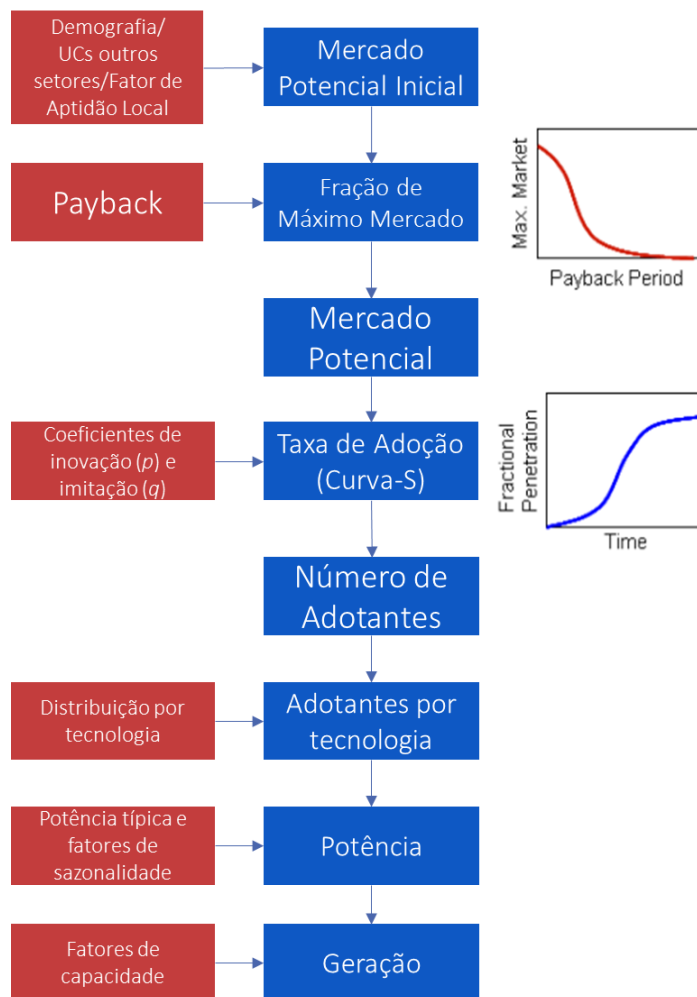 Demografia/
UCs outros
setores/Fator de
Aptidão Local
Mercado
Potencial Inicial
Payback
Fração de
Máximo Mercado
Max. Market
Payback Period
Mercado
Potencial
Coeficientes de
inovação (p) e
imitação (q)
Taxa de Adoção
(Curva-S)
Fractional
Penetration
Time
Número de
Adotantes
Distribuição por
tecnologia
Adotantes por
tecnologia
Potência típica e
fatores de
sazonalidade
Potência
Fatores de
capacidade
Geração